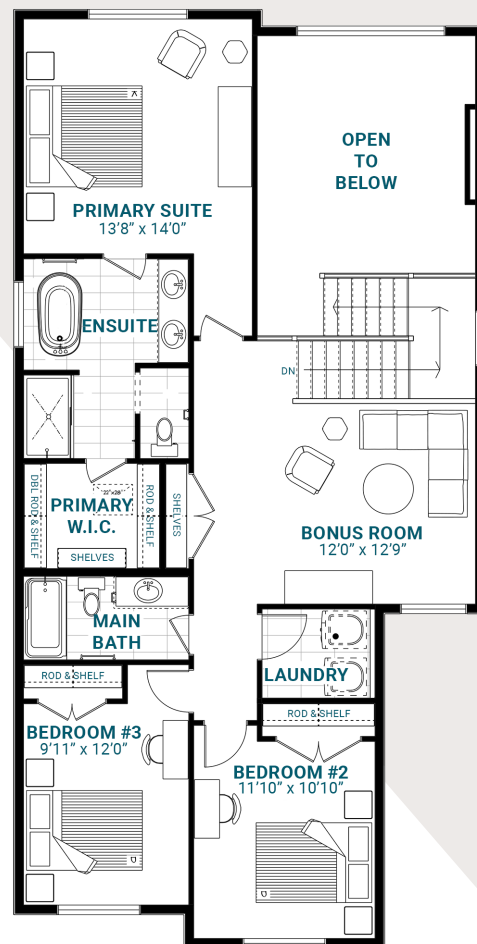 OPEN
TO
BELOW
PRIMARY SUITE
13'8” x 14'0”
ENSUITE
DN
DBL ROD & SHELF
22"x28"
PRIMARY
W.I.C.
ROD & SHELF
SHELVES
SHELVES
BONUS ROOM
12'0” x 12'9”
MAIN
BATH
ROD & SHELF
LAUNDRY
ROD & SHELF
BEDROOM #3
9'11” x 12'0”
BEDROOM #2
11'10” x 10'10”